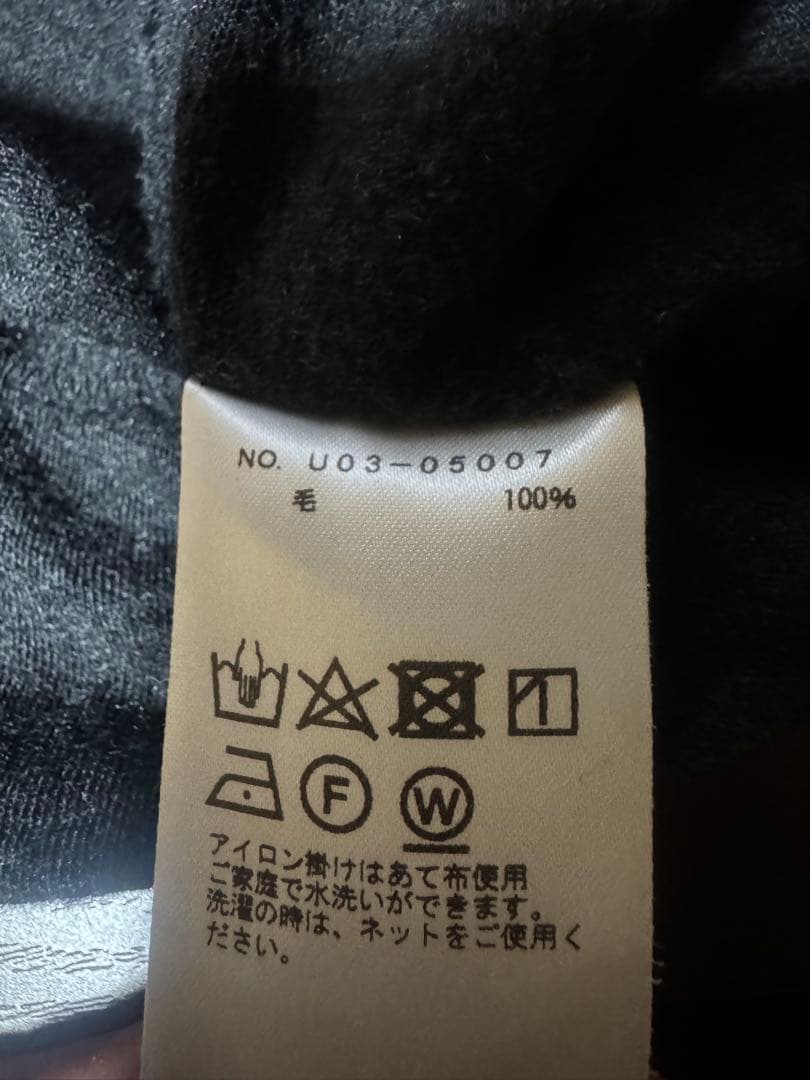 NO. U03-05007
毛 100%
F W
アイロン掛けはあて布使用
ご家庭で水洗いができます。
洗濯の時は、ネットをご使用く
ださい。